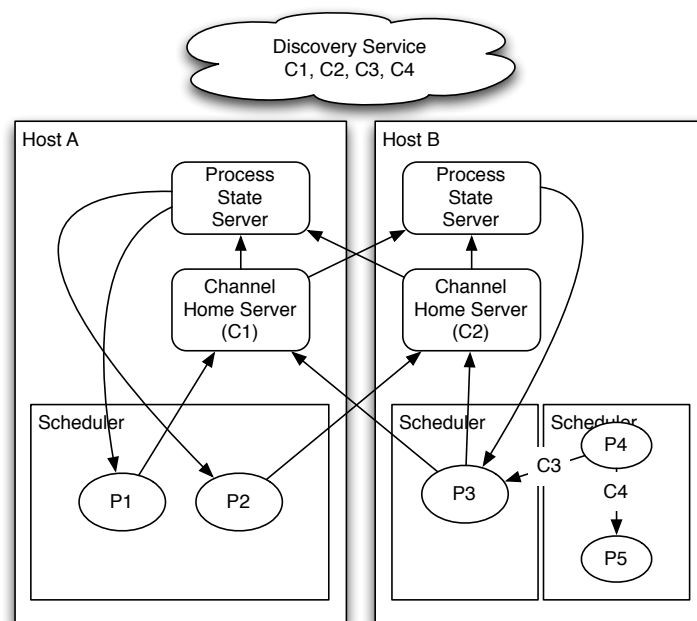 Discovery Service
C1, C2, C3, C4
Host A
Host B
Process
State
Server
Process
State
Server
Channel
Home Server
(C1)
Channel
Home Server
(C2)
Scheduler
Scheduler
Scheduler
P1
P2
P3
P4
C3
C4
P5